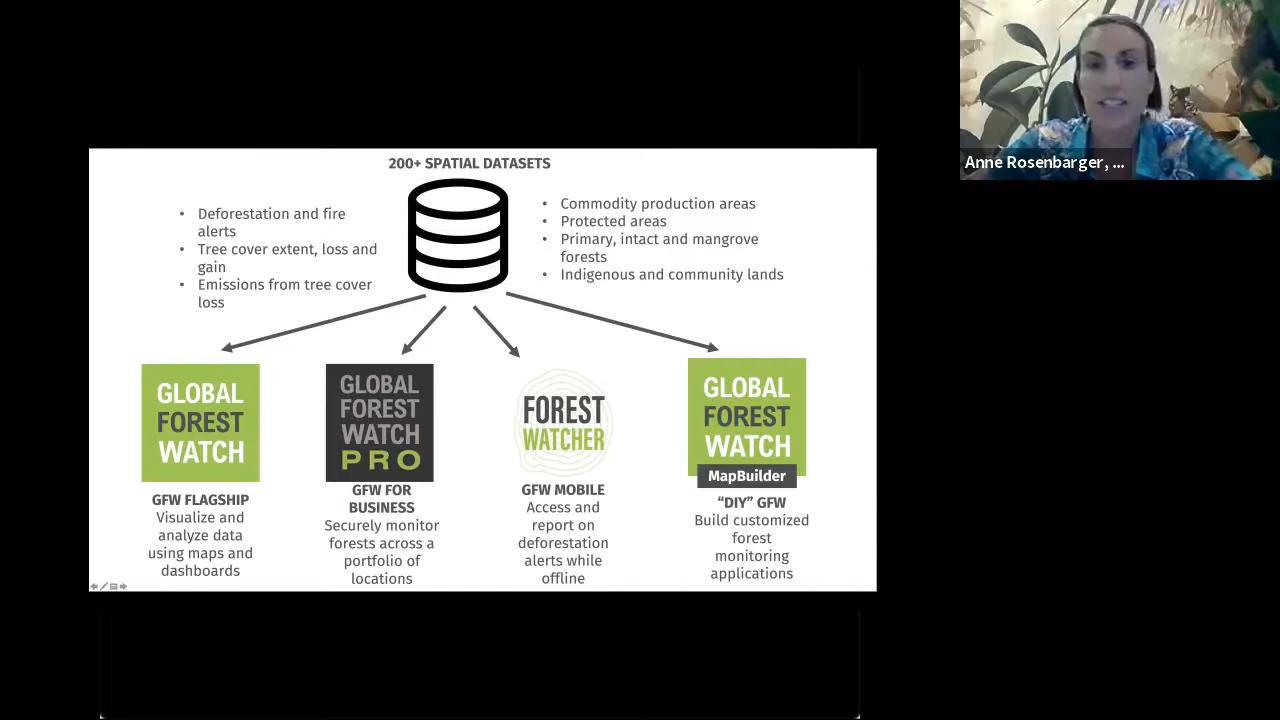 200+ SPATIAL DATASETS
• Deforestation and fire
alerts
• Tree cover extent, loss and
gain
• Emissions from tree cover
loss
• Commodity production areas
• Protected areas
• Primary, intact and mangrove
forests
• Indigenous and community lands
GLOBAL
FOREST
WATCH
GFW FLAGSHIP
Visualize and
analyze data
using maps and
dashboards
GLOBAL
FOREST
WATCH
PRO
GFW FOR
BUSINESS
Securely monitor
forests across a
portfolio of
locations
FOREST
WATCHER
GFW MOBILE
Access and
report on
deforestation
alerts while
offline
GLOBAL
FOREST
WATCH
MapBuilder
“DIY” GFW
Build customized
forest
monitoring
applications
Anne Rosenbarger, ...